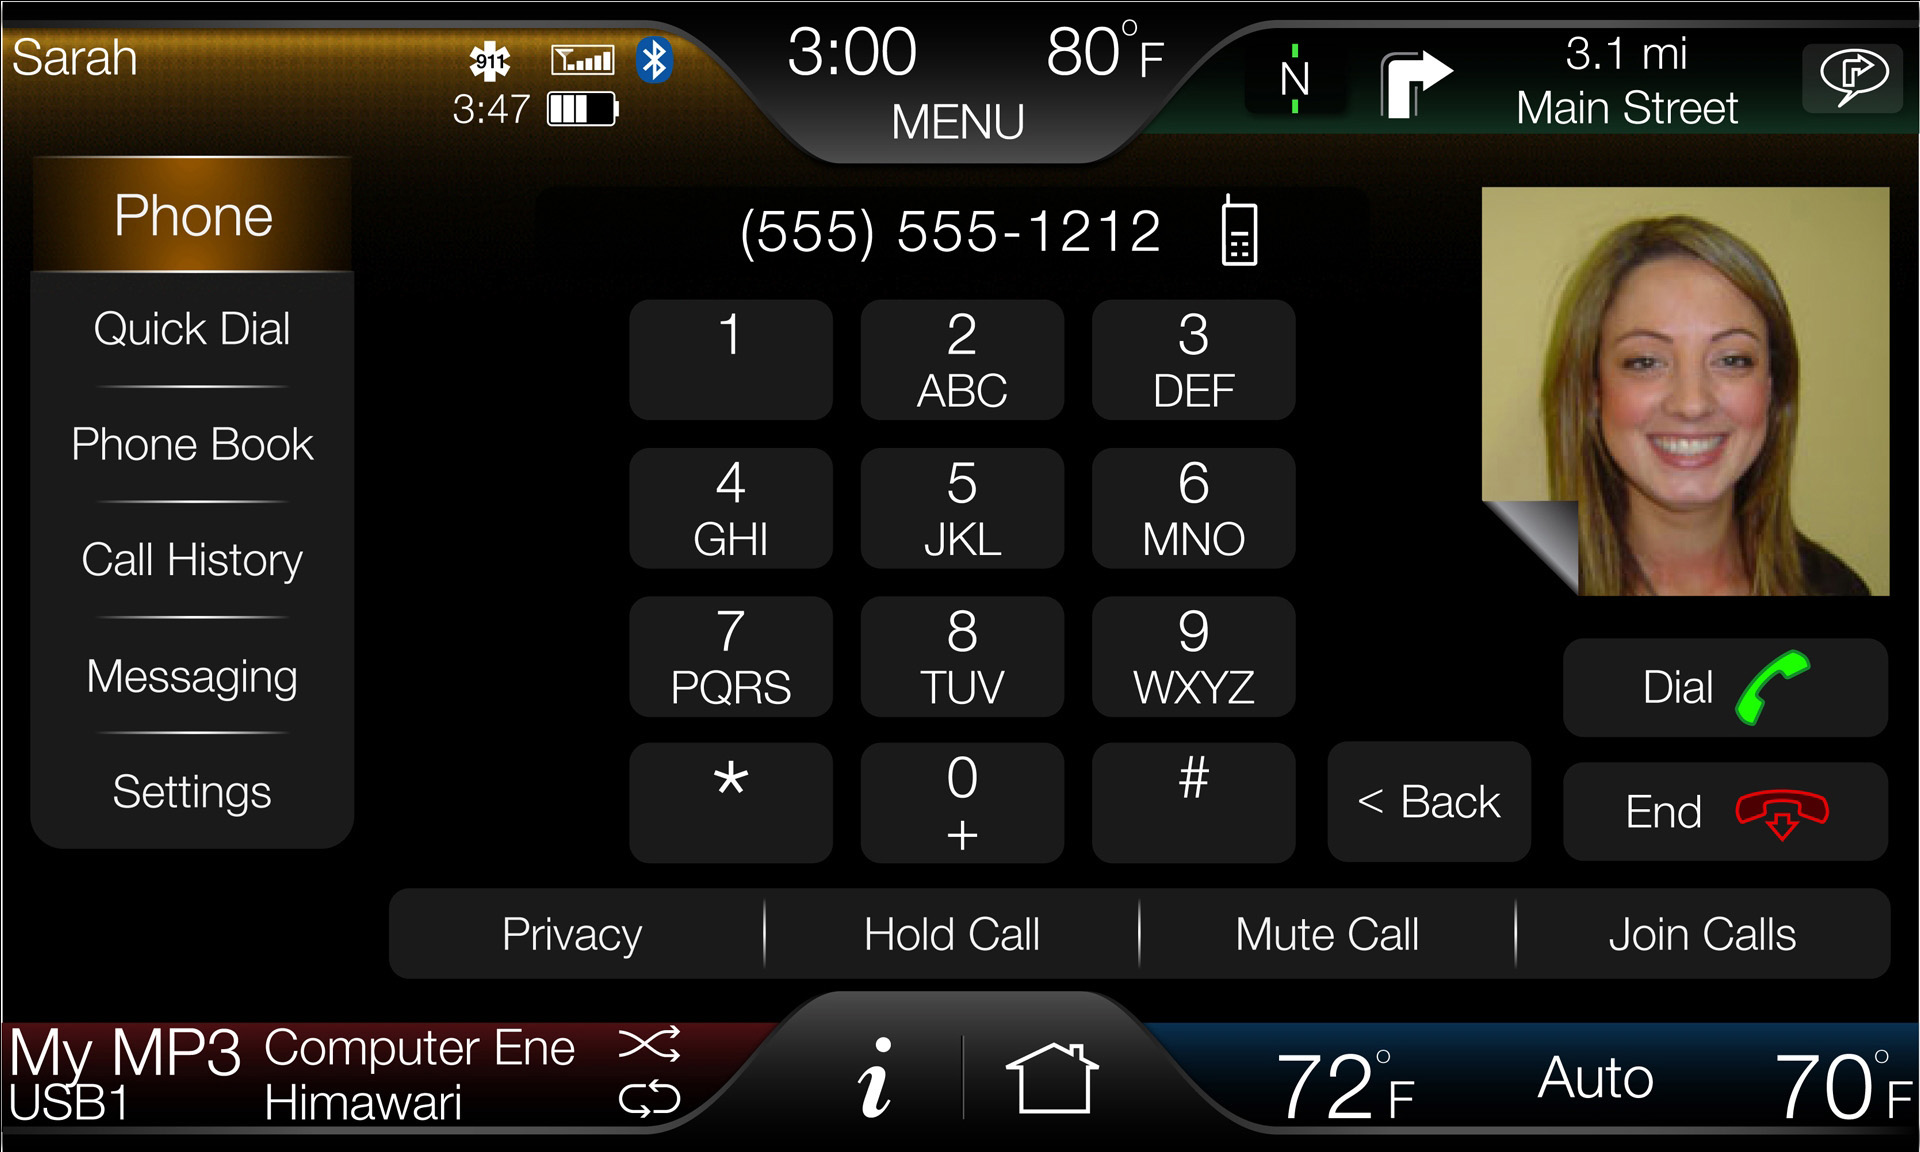 Sarah
911
3:47
3:00
80°F
MENU
N
3.1 mi
Main Street
Phone
Quick Dial
Phone Book
Call History
Messaging
Settings
(555) 555-1212
1
2
ABC
3
DEF
4
GHI
5
JKL
6
MNO
7
PQRS
8
TUV
9
WXYZ
*
0
+
#
< Back
Dial
End
Privacy
Hold Call
Mute Call
Join Calls
My MP3
USB1
Computer Ene
Himawari
i
72°F
Auto
70°F